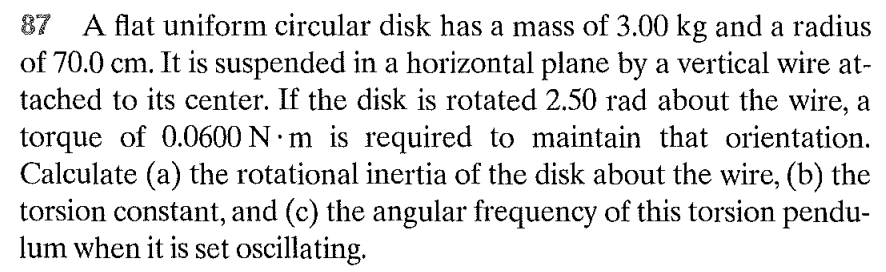 87 A flat uniform circular disk has a mass of 3.00 kg and a radius
of 70.0 cm. It is suspended in a horizontal plane by a vertical wire at-
tached to its center. If the disk is rotated 2.50 rad about the wire, a
torque of 0.0600 N·m is required to maintain that orientation.
Calculate (a) the rotational inertia of the disk about the wire, (b) the
torsion constant, and (c) the angular frequency of this torsion pendu-
lum when it is set oscillating.